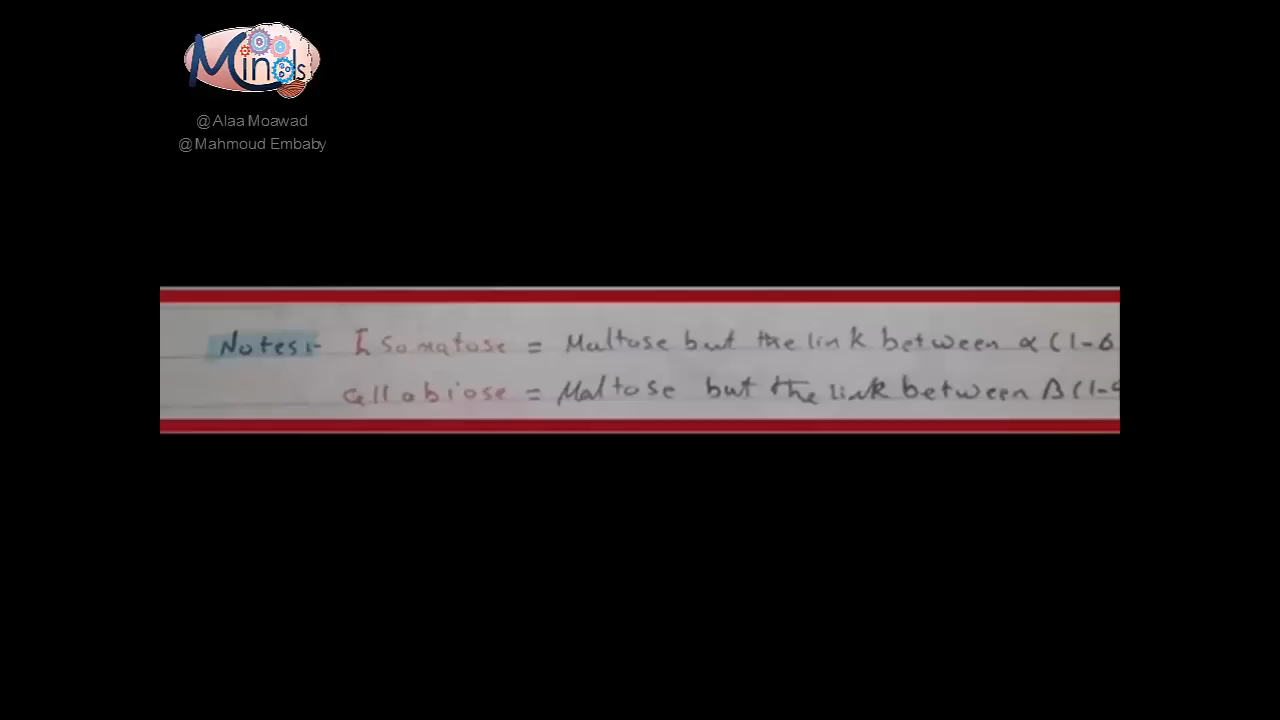 Minds
@Alaa Moawad
@Mahmoud Embaby
Notes:- Isomatose = Maltose but the link between α (1-6
Cellobiose = Maltose but the link between β (1-4